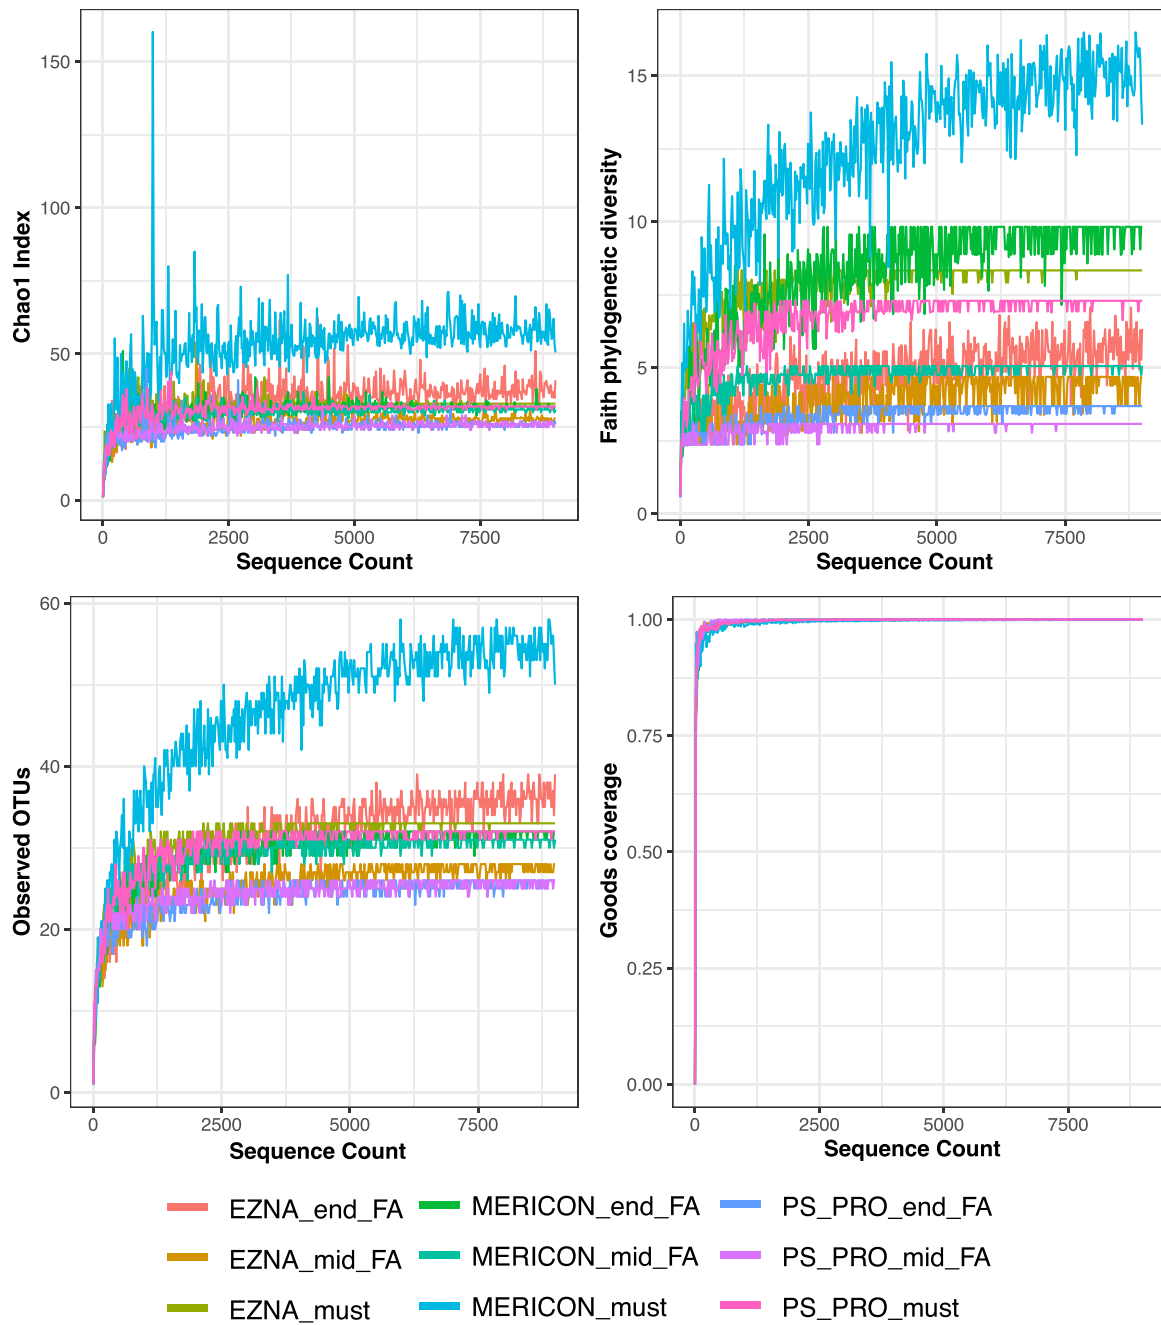 Chao1 Index
150
100
50
0
0 2500 5000 7500
Sequence Count
Faith phylogenetic diversity
15
10
5
0
0 2500 5000 7500
Sequence Count
Observed OTUs
60
40
20
0
0 2500 5000 7500
Sequence Count
Goods coverage
1.00
0.75
0.50
0.25
0.00
0 2500 5000 7500
Sequence Count
EZNA_end_FA MERICON_end_FA PS_PRO_end_FA
EZNA_mid_FA MERICON_mid_FA PS_PRO_mid_FA
EZNA_must MERICON_must PS_PRO_must